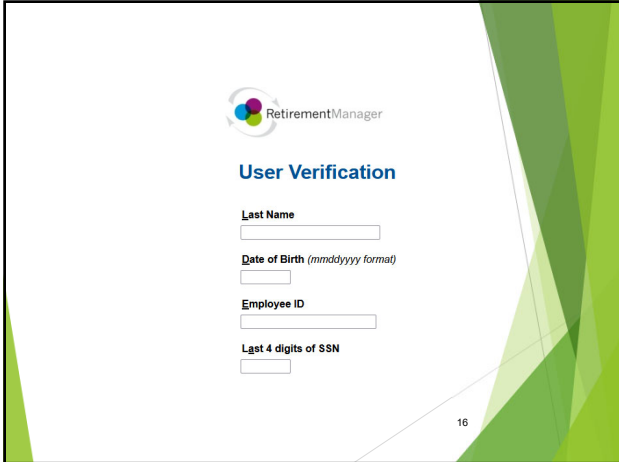 RetirementManager
User Verification
Last Name
Date of Birth (mmddyyyy format)
Employee ID
Last 4 digits of SSN
16